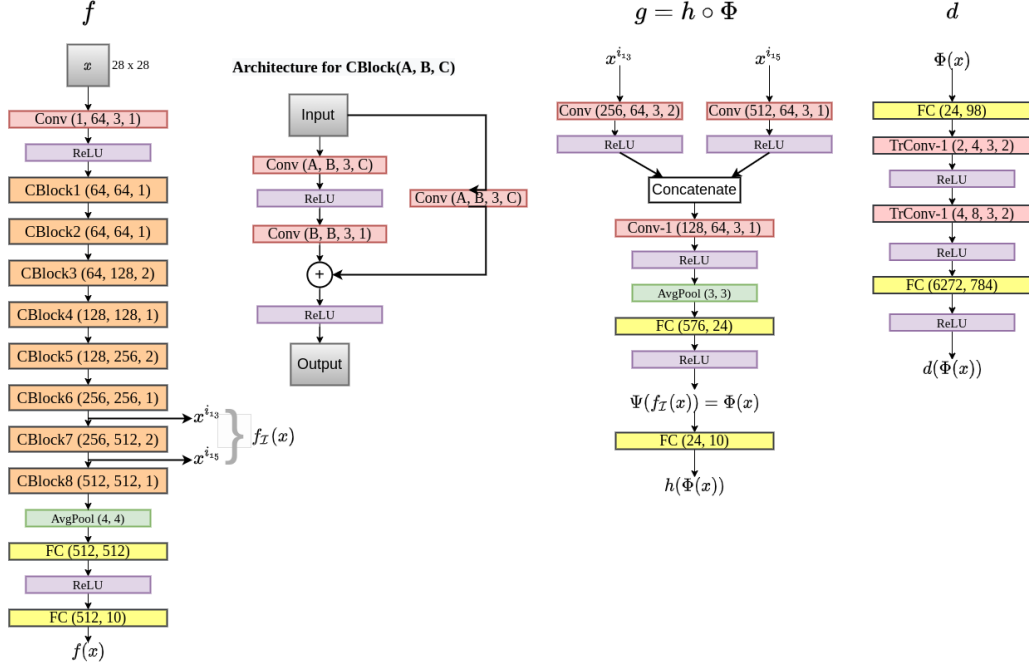 f
x
28 x 28
Conv (1, 64, 3, 1)
ReLU
CBlock1 (64, 64, 1)
CBlock2 (64, 64, 1)
CBlock3 (64, 128, 2)
CBlock4 (128, 128, 1)
CBlock5 (128, 256, 2)
CBlock6 (256, 256, 1)
x^{i_{13}}
CBlock7 (256, 512, 2)
} f_ℐ(x)
x^{i_{15}}
CBlock8 (512, 512, 1)
AvgPool (4, 4)
FC (512, 512)
ReLU
FC (512, 10)
f(x)
Architecture for CBlock(A, B, C)
Input
Conv (A, B, 3, C)
ReLU
Conv (A, B, 3, C)
Conv (B, B, 3, 1)
+
ReLU
Output
g = h ∘ Φ
x^{i_{13}}
x^{i_{15}}
Conv (256, 64, 3, 2)
Conv (512, 64, 3, 1)
ReLU
ReLU
Concatenate
Conv-1 (128, 64, 3, 1)
ReLU
AvgPool (3, 3)
FC (576, 24)
ReLU
Ψ(f_ℐ(x)) = Φ(x)
FC (24, 10)
h(Φ(x))
d
Φ(x)
FC (24, 98)
TrConv-1 (2, 4, 3, 2)
ReLU
TrConv-1 (4, 8, 3, 2)
ReLU
FC (6272, 784)
ReLU
d(Φ(x))